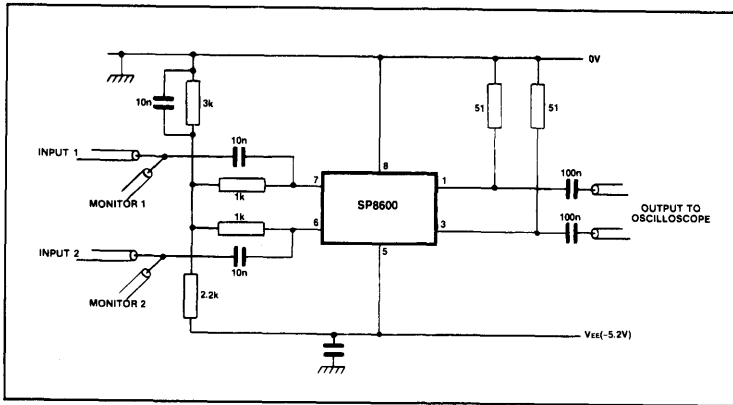 0V
10n
3k
51
51
INPUT 1
10n
MONITOR 1
1k
7
8
1
100n
SP8600
OUTPUT TO
OSCILLOSCOPE
1k
6
3
100n
INPUT 2
10n
5
MONITOR 2
2.2k
VEE(-5.2V)